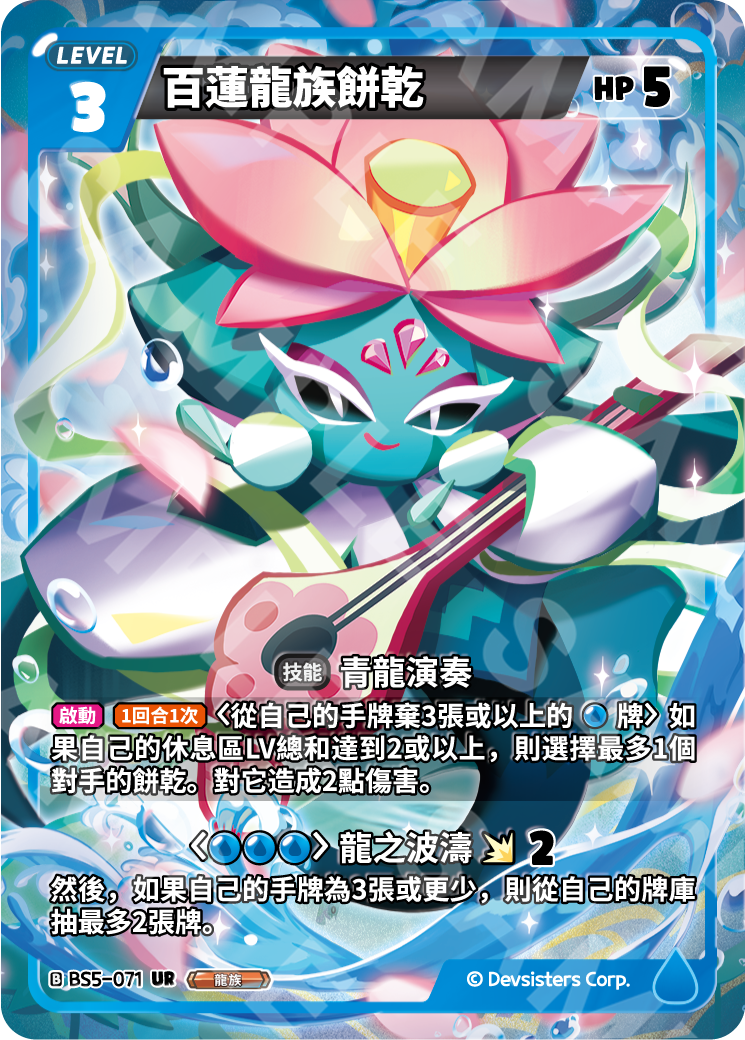 LEVEL
3
百蓮龍族餅乾
HP 5
技能 青龍演奏
啟動 1回合1次 〈從自己的手牌棄3張或以上的 牌〉如
果自己的休息區LV總和達到2或以上，則選擇最多1個
對手的餅乾。對它造成2點傷害。
〈 〉龍之波濤 2
然後，如果自己的手牌為3張或更少，則從自己的牌庫
抽最多2張牌。
B BS5-071 UR 龍族
© Devsisters Corp.